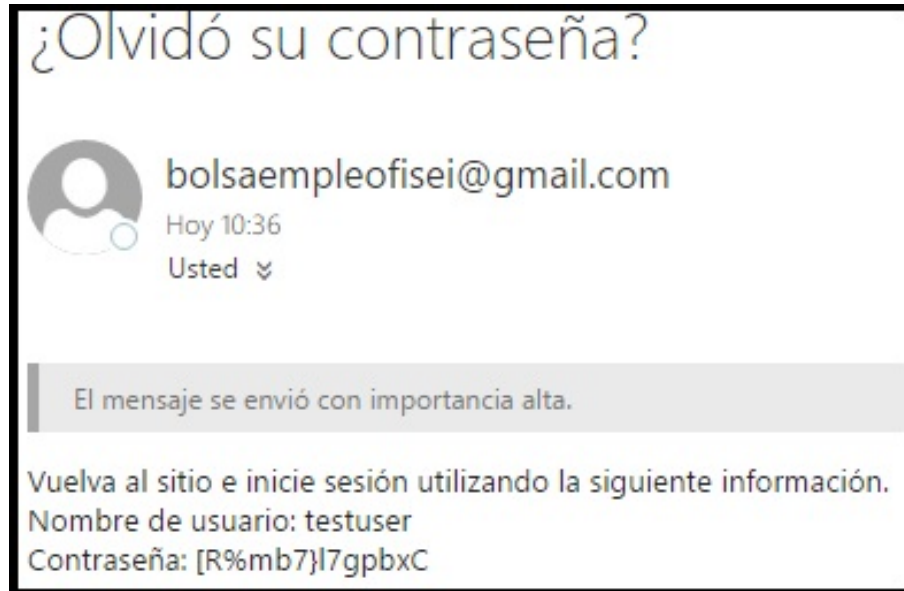 ¿Olvidó su contraseña?
bolsaempleofisei@gmail.com
Hoy 10:36
Usted
El mensaje se envió con importancia alta.
Vuelva al sitio e inicie sesión utilizando la siguiente información.
Nombre de usuario: testuser
Contraseña: [R%mb7}l7gpbxC